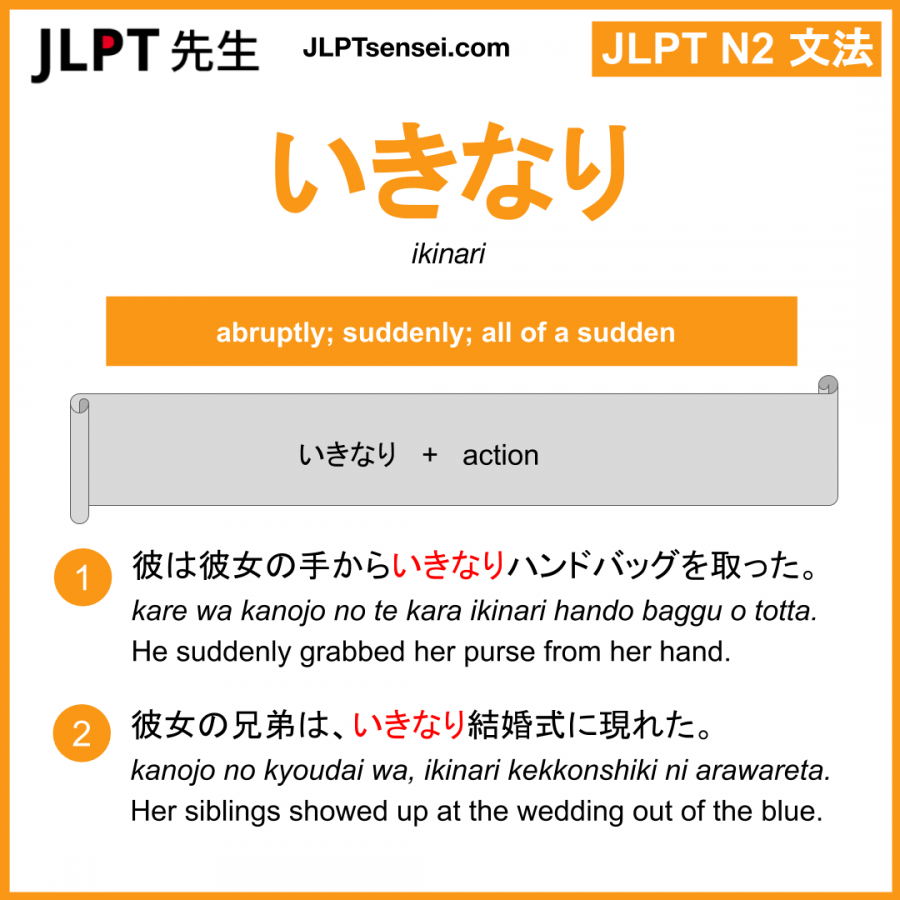 JLPT 先生
JLPTsensei.com
JLPT N2 文法
いきなり
ikinari
abruptly; suddenly; all of a sudden
いきなり + action
1
彼は彼女の手からいきなりハンドバッグを取った。
kare wa kanojo no te kara ikinari hando baggu o totta.
He suddenly grabbed her purse from her hand.
2
彼女の兄弟は、いきなり結婚式に現れた。
kanojo no kyoudai wa, ikinari kekkonshiki ni arawareta.
Her siblings showed up at the wedding out of the blue.